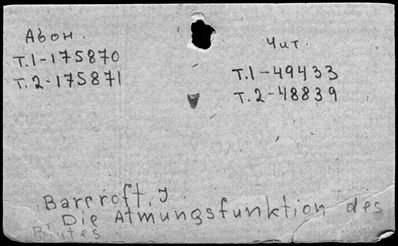 Абон.
Т.1-175870
Т.2-175871
Чит.
Т.1-49433
Т.2-48839
Barcroft, J
Die Atmungsfunktion des
Blutes